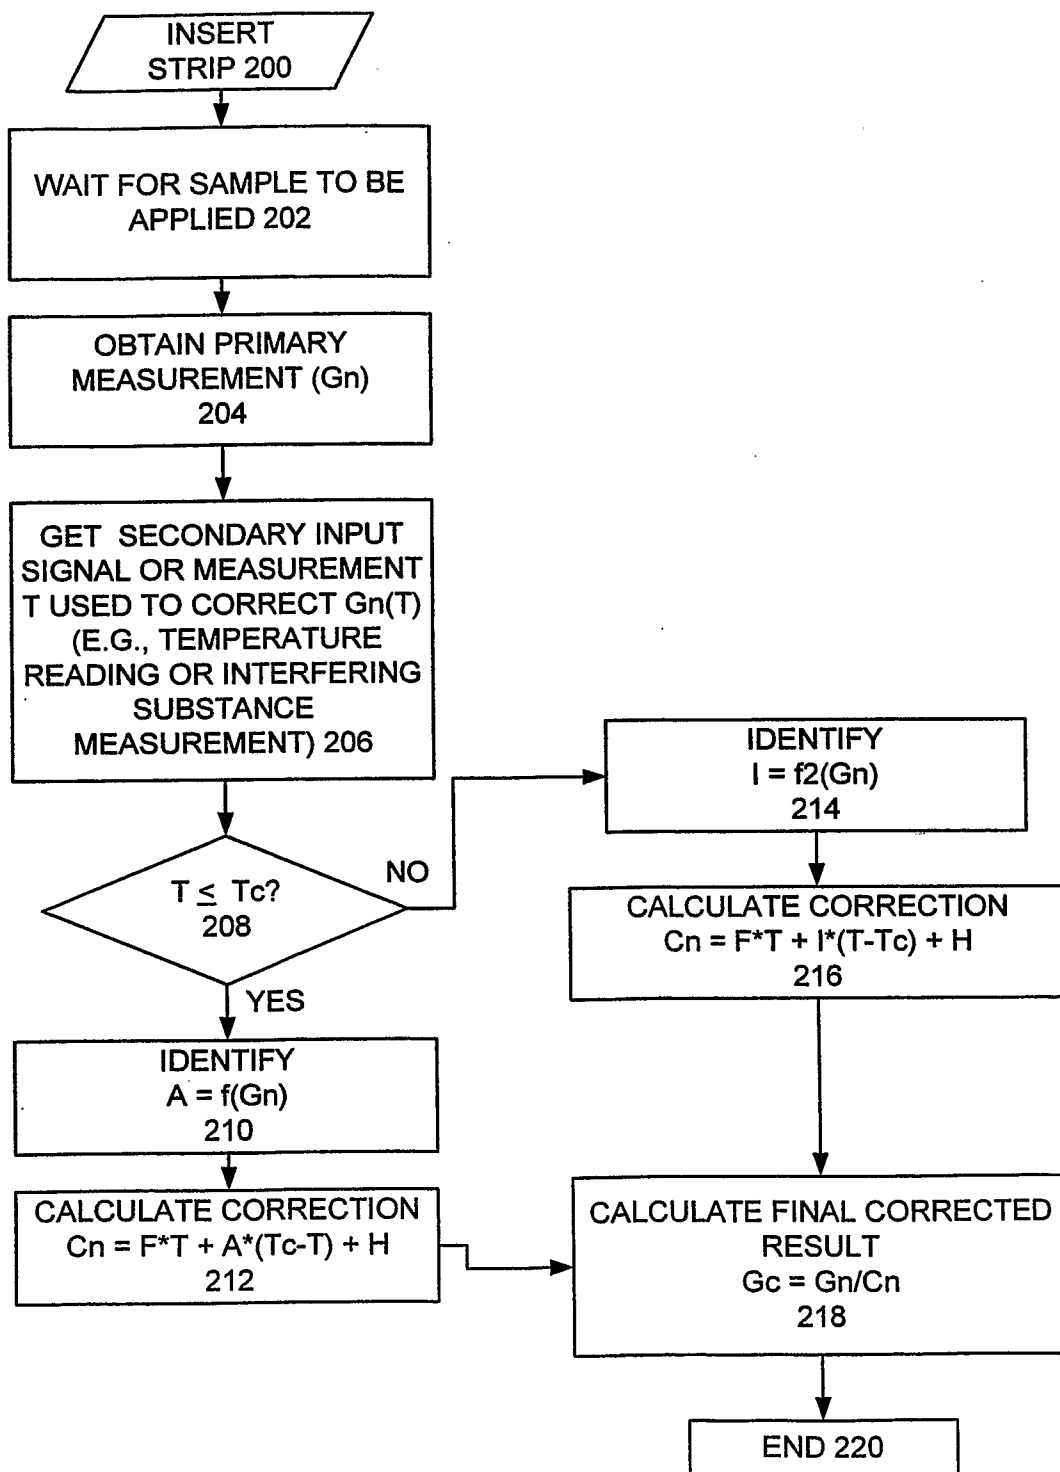 INSERT
STRIP 200
WAIT FOR SAMPLE TO BE
APPLIED 202
OBTAIN PRIMARY
MEASUREMENT (Gn)
204
GET SECONDARY INPUT
SIGNAL OR MEASUREMENT
T USED TO CORRECT Gn(T)
(E.G., TEMPERATURE
READING OR INTERFERING
SUBSTANCE
MEASUREMENT) 206
T ≤ Tc?
208
NO
YES
IDENTIFY
A = f(Gn)
210
CALCULATE CORRECTION
Cn = F*T + A*(Tc-T) + H
212
IDENTIFY
I = f2(Gn)
214
CALCULATE CORRECTION
Cn = F*T + I*(T-Tc) + H
216
CALCULATE FINAL CORRECTED
RESULT
Gc = Gn/Cn
218
END 220